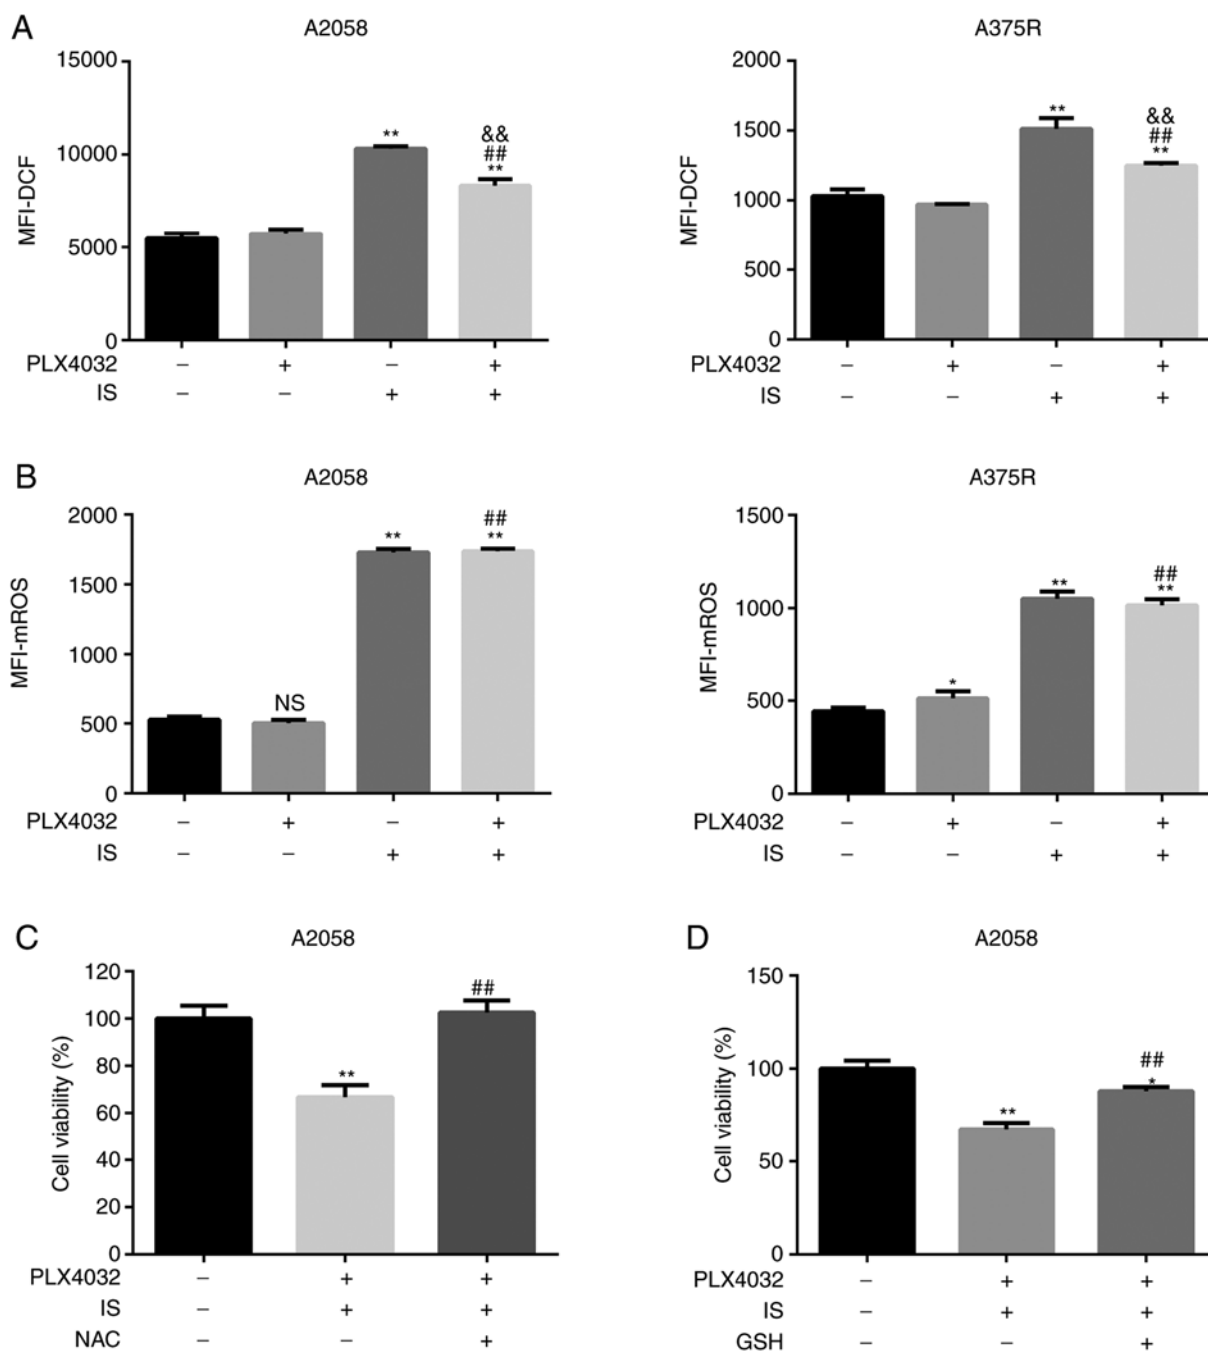 A
A2058
15000
10000
5000
0
MFI-DCF
**
&&
##
**
PLX4032 – + – +
IS – – + +
A375R
2000
1500
1000
500
0
MFI-DCF
**
&&
##
**
PLX4032 – + – +
IS – – + +
B
A2058
2000
1500
1000
500
0
MFI-mROS
NS
**
##
**
PLX4032 – + – +
IS – – + +
A375R
1500
1000
500
0
MFI-mROS
*
**
##
**
PLX4032 – + – +
IS – – + +
C
A2058
120
100
80
60
40
20
0
Cell viability (%)
**
##
PLX4032 – + +
IS – + +
NAC – – +
D
A2058
150
100
50
0
Cell viability (%)
**
##
*
PLX4032 – + +
IS – + +
GSH – – +